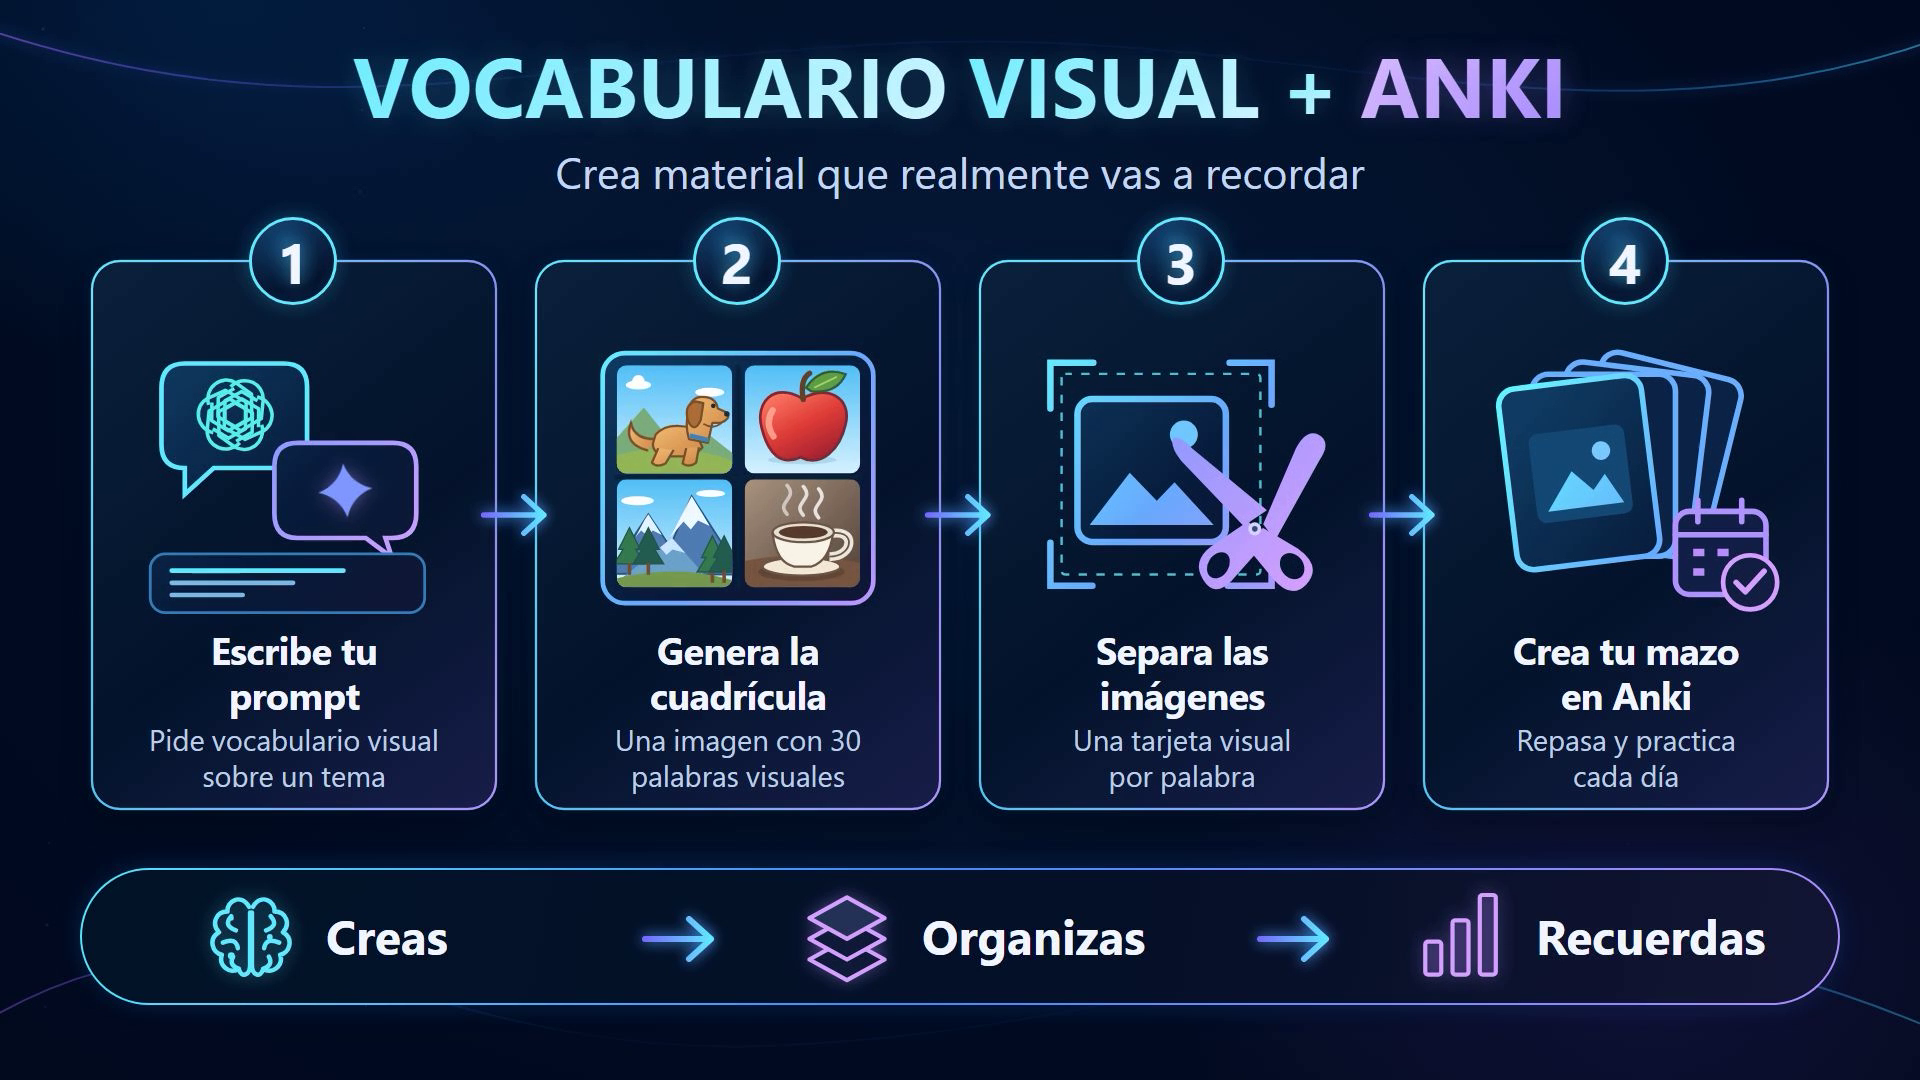 VOCABULARIO VISUAL + ANKI
Crea material que realmente vas a recordar
1
Escribe tu
prompt
Pide vocabulario visual
sobre un tema
2
Genera la
cuadrícula
Una imagen con 30
palabras visuales
3
Separa las
imágenes
Una tarjeta visual
por palabra
4
Crea tu mazo
en Anki
Repasa y practica
cada día
Creas
Organizas
Recuerdas